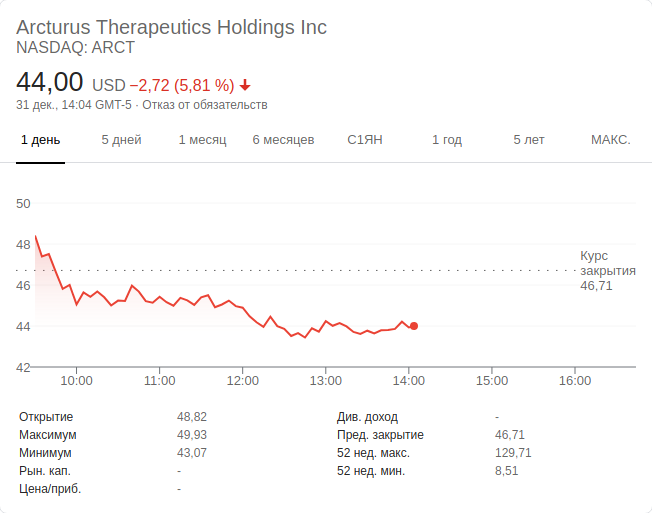 Arcturus Therapeutics Holdings Inc
NASDAQ: ARCT
44,00 USD −2,72 (5,81 %)
31 дек., 14:04 GMT-5 · Отказ от обязательств
1 день 5 дней 1 месяц 6 месяцев С1ЯН 1 год 5 лет МАКС.
50
48
Курс
закрытия
46,71
46
44
42
10:00 11:00 12:00 13:00 14:00 15:00 16:00
Открытие 48,82 Див. доход -
Максимум 49,93 Пред. закрытие 46,71
Минимум 43,07 52 нед. макс. 129,71
Рын. кап. - 52 нед. мин. 8,51
Цена/приб. -